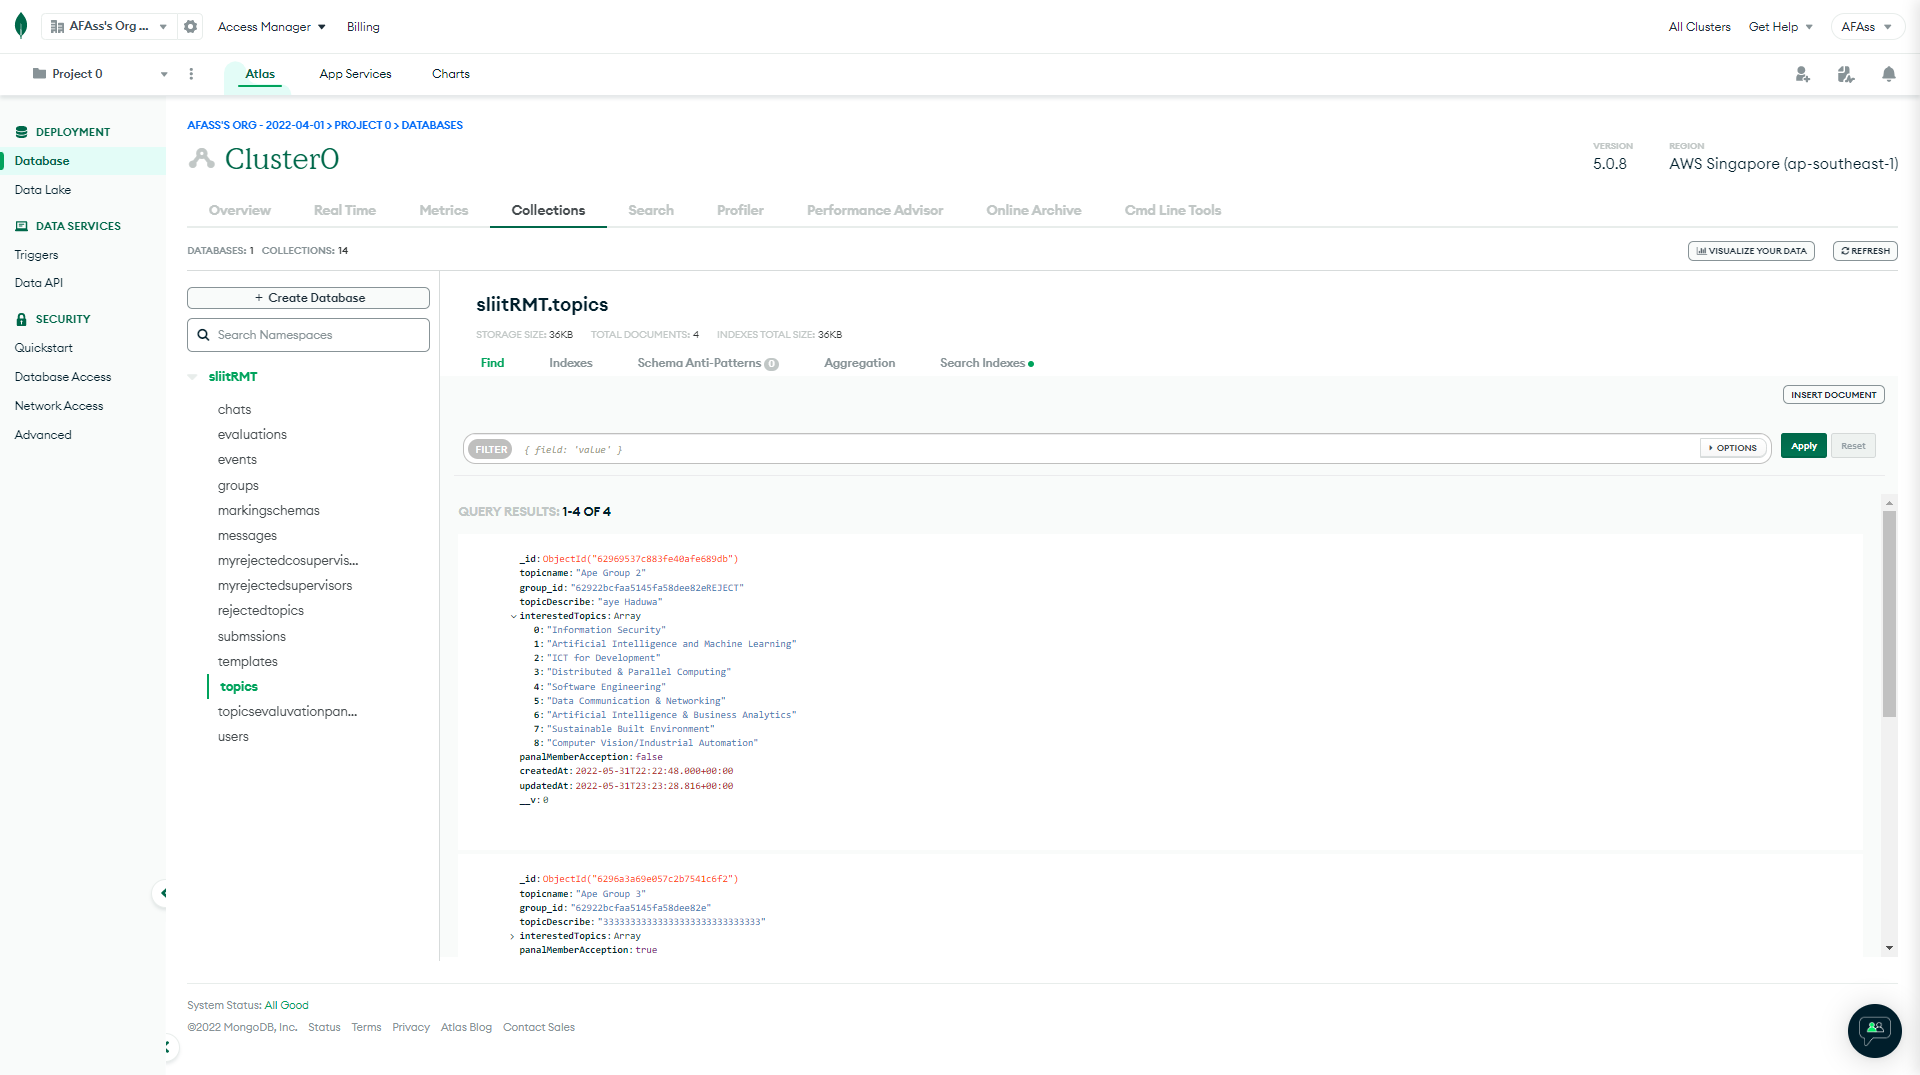 AFAss's Org ...
Access Manager
Billing
All Clusters
Get Help
AFAss
Project 0
Atlas
App Services
Charts
DEPLOYMENT
Database
Data Lake
DATA SERVICES
Triggers
Data API
SECURITY
Quickstart
Database Access
Network Access
Advanced
AFASS'S ORG - 2022-04-01 > PROJECT 0 > DATABASES
Cluster0
VERSION
5.0.8
REGION
AWS Singapore (ap-southeast-1)
Overview
Real Time
Metrics
Collections
Search
Profiler
Performance Advisor
Online Archive
Cmd Line Tools
DATABASES: 1 COLLECTIONS: 14
VISUALIZE YOUR DATA
REFRESH
+ Create Database
Search Namespaces
sliitRMT
chats
evaluations
events
groups
markingschemas
messages
myrejectedcosupervis...
myrejectedsupervisors
rejectedtopics
submssions
templates
topics
topicsevaluvationpan...
users
sliitRMT.topics
STORAGE SIZE: 36KB TOTAL DOCUMENTS: 4 INDEXES TOTAL SIZE: 36KB
Find
Indexes
Schema Anti-Patterns 0
Aggregation
Search Indexes
INSERT DOCUMENT
FILTER
{ field: 'value' }
OPTIONS
Apply
Reset
QUERY RESULTS: 1-4 OF 4
_id: ObjectId("62969537c883fe40afe689db")
topicname: "Ape Group 2"
group_id: "62922bcfaa5145fa58dee82eREJECT"
topicDescribe: "aye Haduwa"
interestedTopics: Array
0: "Information Security"
1: "Artificial Intelligence and Machine Learning"
2: "ICT for Development"
3: "Distributed & Parallel Computing"
4: "Software Engineering"
5: "Data Communication & Networking"
6: "Artificial Intelligence & Business Analytics"
7: "Sustainable Built Environment"
8: "Computer Vision/Industrial Automation"
panalMemberAcception: false
createdAt: 2022-05-31T22:22:48.000+00:00
updatedAt: 2022-05-31T23:23:28.816+00:00
__v: 0
_id: ObjectId("6296a3a69e057c2b7541c6f2")
topicname: "Ape Group 3"
group_id: "62922bcfaa5145fa58dee82e"
topicDescribe: "33333333333333333333333333333"
interestedTopics: Array
panalMemberAcception: true
System Status: All Good
©2022 MongoDB, Inc. Status Terms Privacy Atlas Blog Contact Sales